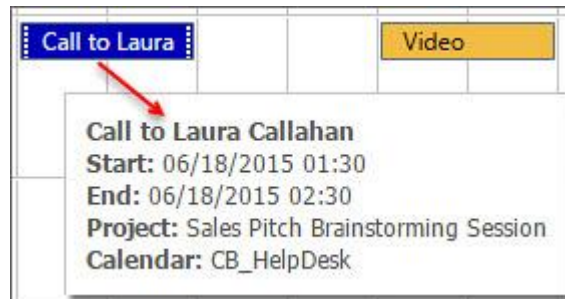 Call to Laura
Video
Call to Laura Callahan
Start: 06/18/2015 01:30
End: 06/18/2015 02:30
Project: Sales Pitch Brainstorming Session
Calendar: CB_HelpDesk